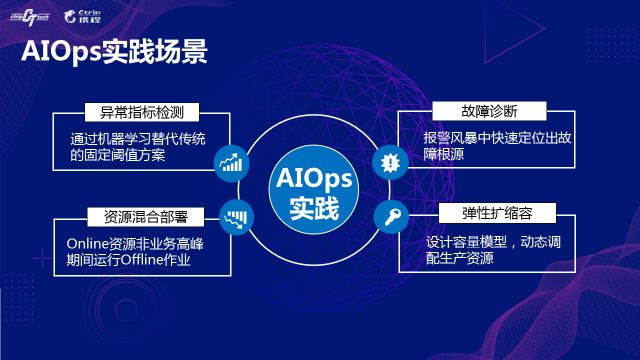 Ctrip
携程
AIOps实践场景
异常指标检测
通过机器学习替代传统
的固定阈值方案
资源混合部署
Online资源非业务高峰
期间运行Offline作业
AIOps
实践
故障诊断
报警风暴中快速定位出故
障根源
弹性扩缩容
设计容量模型，动态调
配生产资源